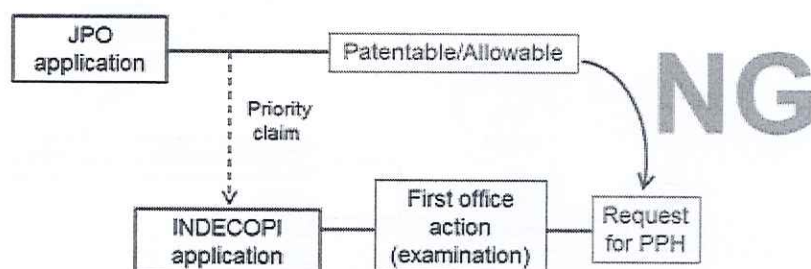 JPO
application
Patentable/Allowable
NG
Priority
claim
INDECOPI
application
First office
action
(examination)
Request
for PPH